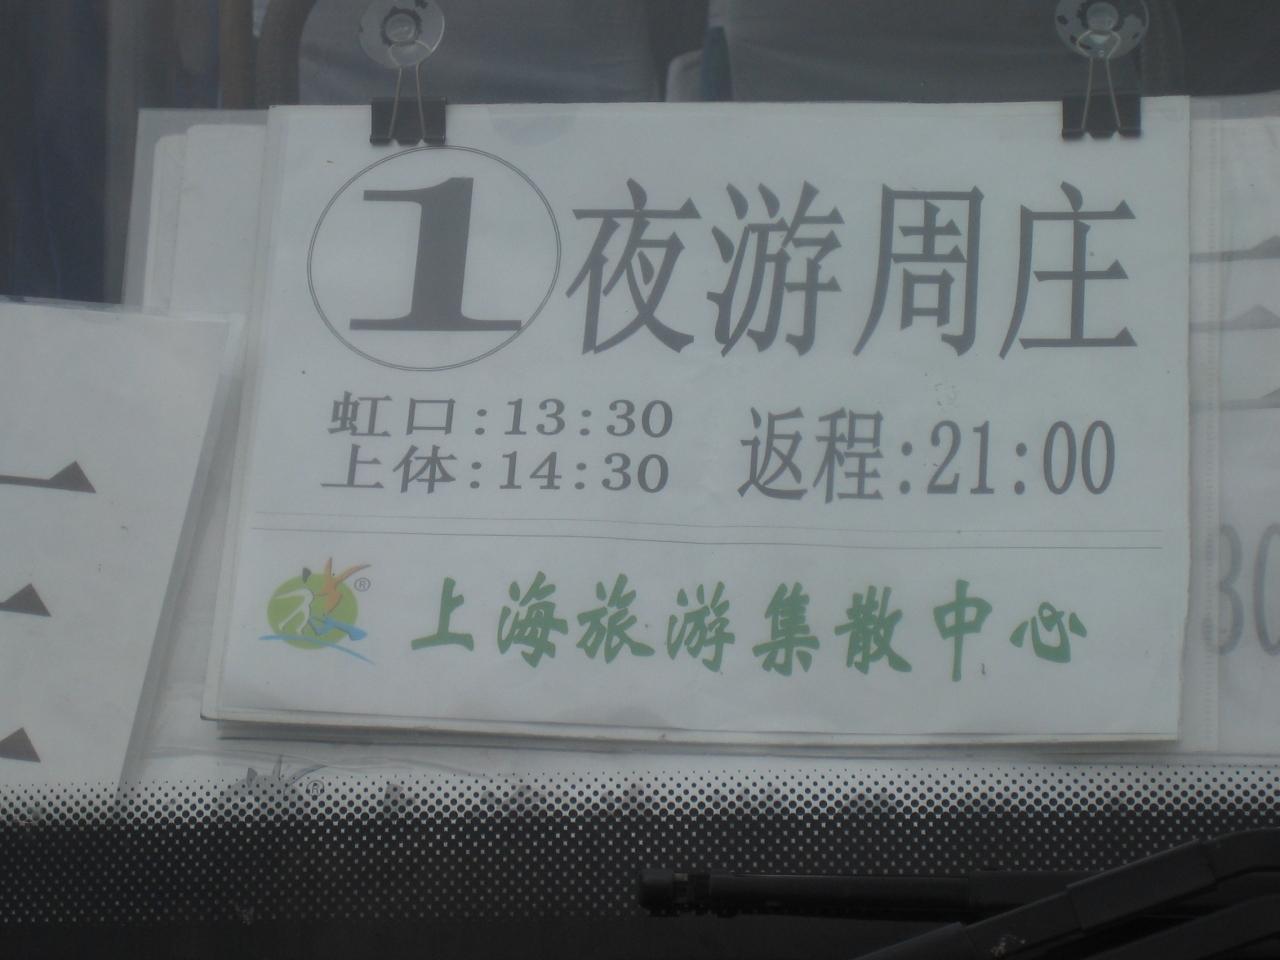 ① 夜游周庄
虹口:13:30
上体:14:30
返程:21:00
® 上海旅游集散中心
30
®